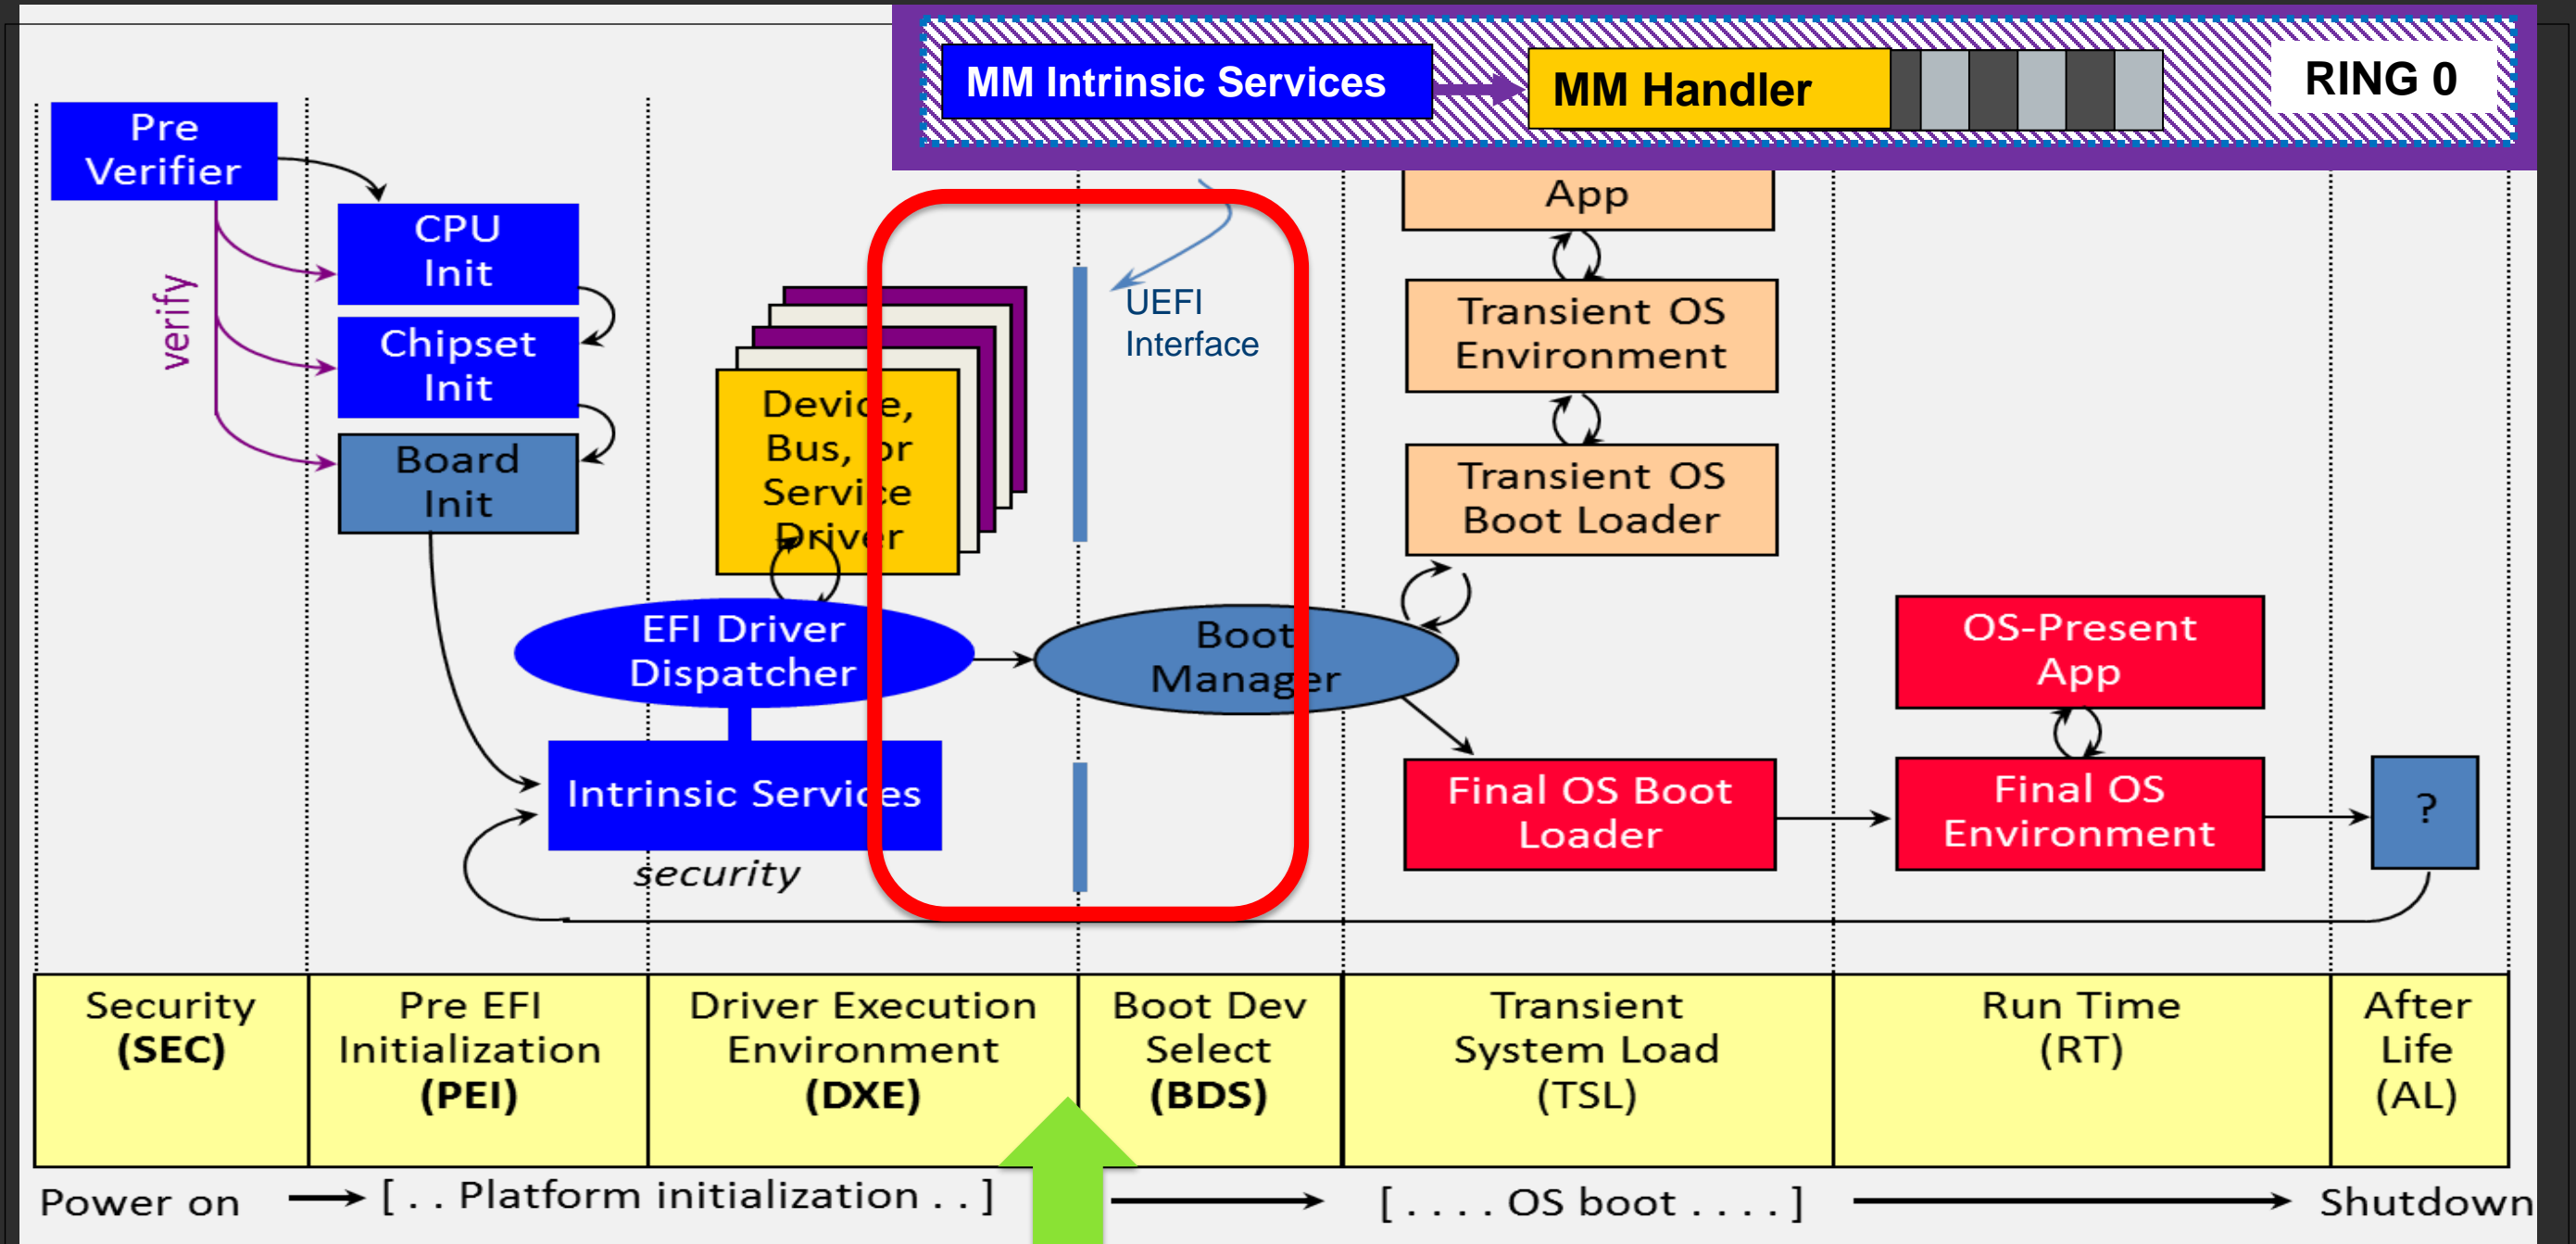 MM Intrinsic Services
MM Handler
RING 0
Pre
Verifier
verify
CPU
Init
Chipset
Init
Board
Init
Device,
Bus, or
Service
Driver
UEFI
Interface
App
Transient OS
Environment
Transient OS
Boot Loader
EFI Driver
Dispatcher
Boot
Manager
Intrinsic Services
security
Final OS Boot
Loader
OS-Present
App
Final OS
Environment
?
Security
(SEC)
Pre EFI
Initialization
(PEI)
Driver Execution
Environment
(DXE)
Boot Dev
Select
(BDS)
Transient
System Load
(TSL)
Run Time
(RT)
After
Life
(AL)
Power on
[ . . Platform initialization . . ]
[ . . . . OS boot . . . . ]
Shutdown